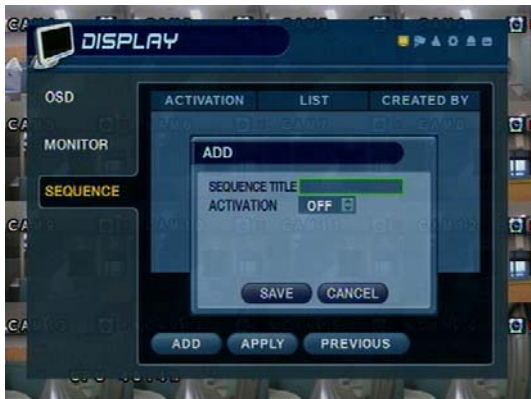 DISPLAY
OSD
MONITOR
SEQUENCE
ACTIVATION LIST CREATED BY
ADD
SEQUENCE TITLE
ACTIVATION OFF
SAVE CANCEL
ADD APPLY PREVIOUS